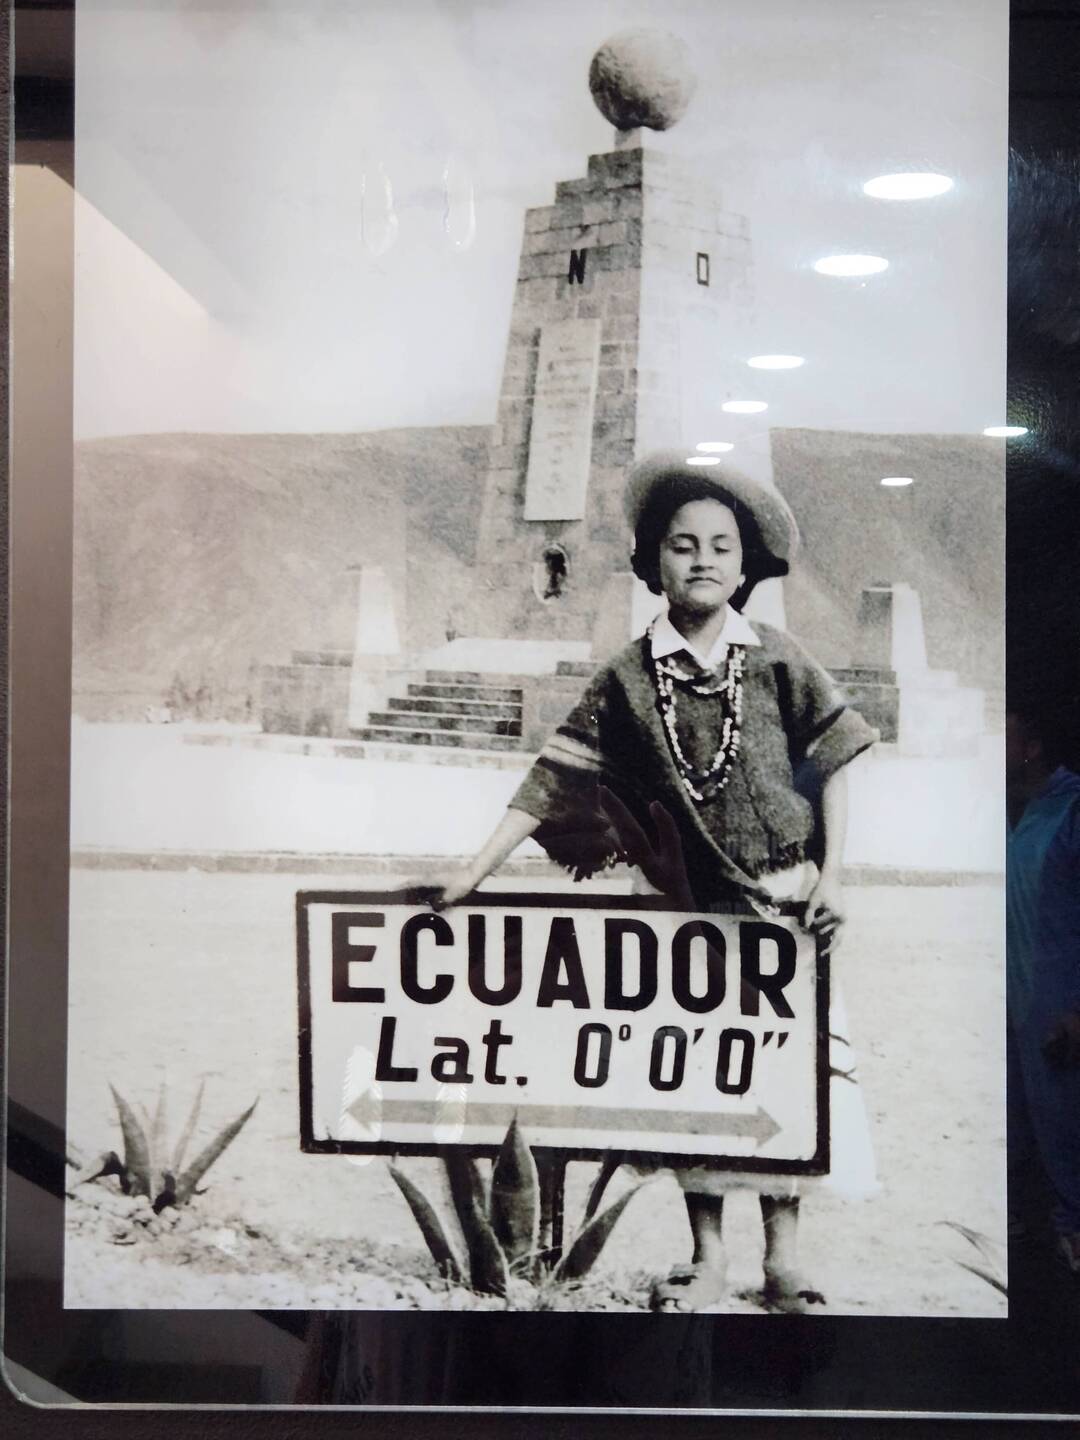 N O
ECUADOR
Lat. 0° 0' 0"